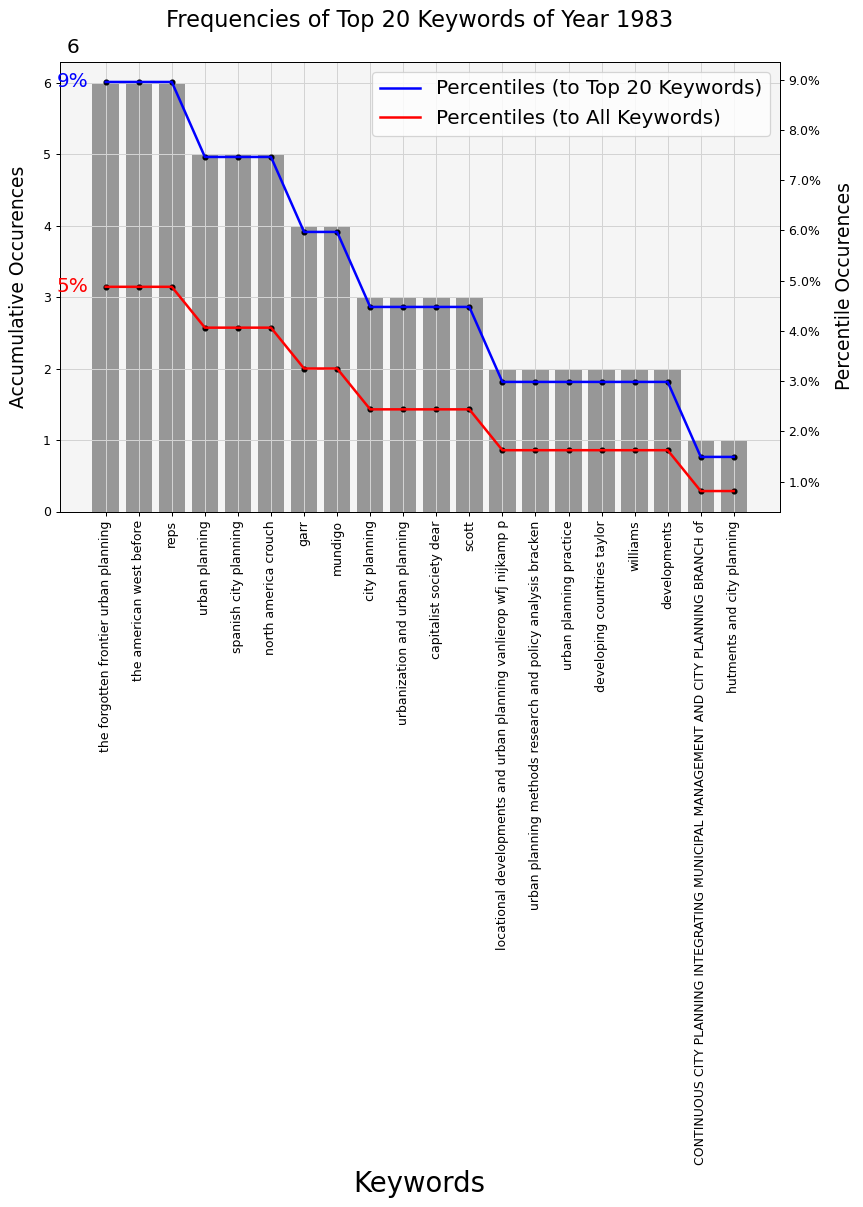 Frequencies of Top 20 Keywords of Year 1983
6
9%
5%
Percentiles (to Top 20 Keywords)
Percentiles (to All Keywords)
Accumulative Occurences
6
5
4
3
2
1
0
9.0%
8.0%
7.0%
6.0%
5.0%
4.0%
3.0%
2.0%
1.0%
Percentile Occurences
the forgotten frontier urban planning
the american west before
reps
urban planning
spanish city planning
north america crouch
garr
mundigo
city planning
urbanization and urban planning
capitalist society dear
scott
locational developments and urban planning vanlierop wfj nijkamp p
urban planning methods research and policy analysis bracken
urban planning practice
developing countries taylor
williams
developments
CONTINUOUS CITY PLANNING INTEGRATING MUNICIPAL MANAGEMENT AND CITY PLANNING BRANCH of
hutments and city planning
Keywords